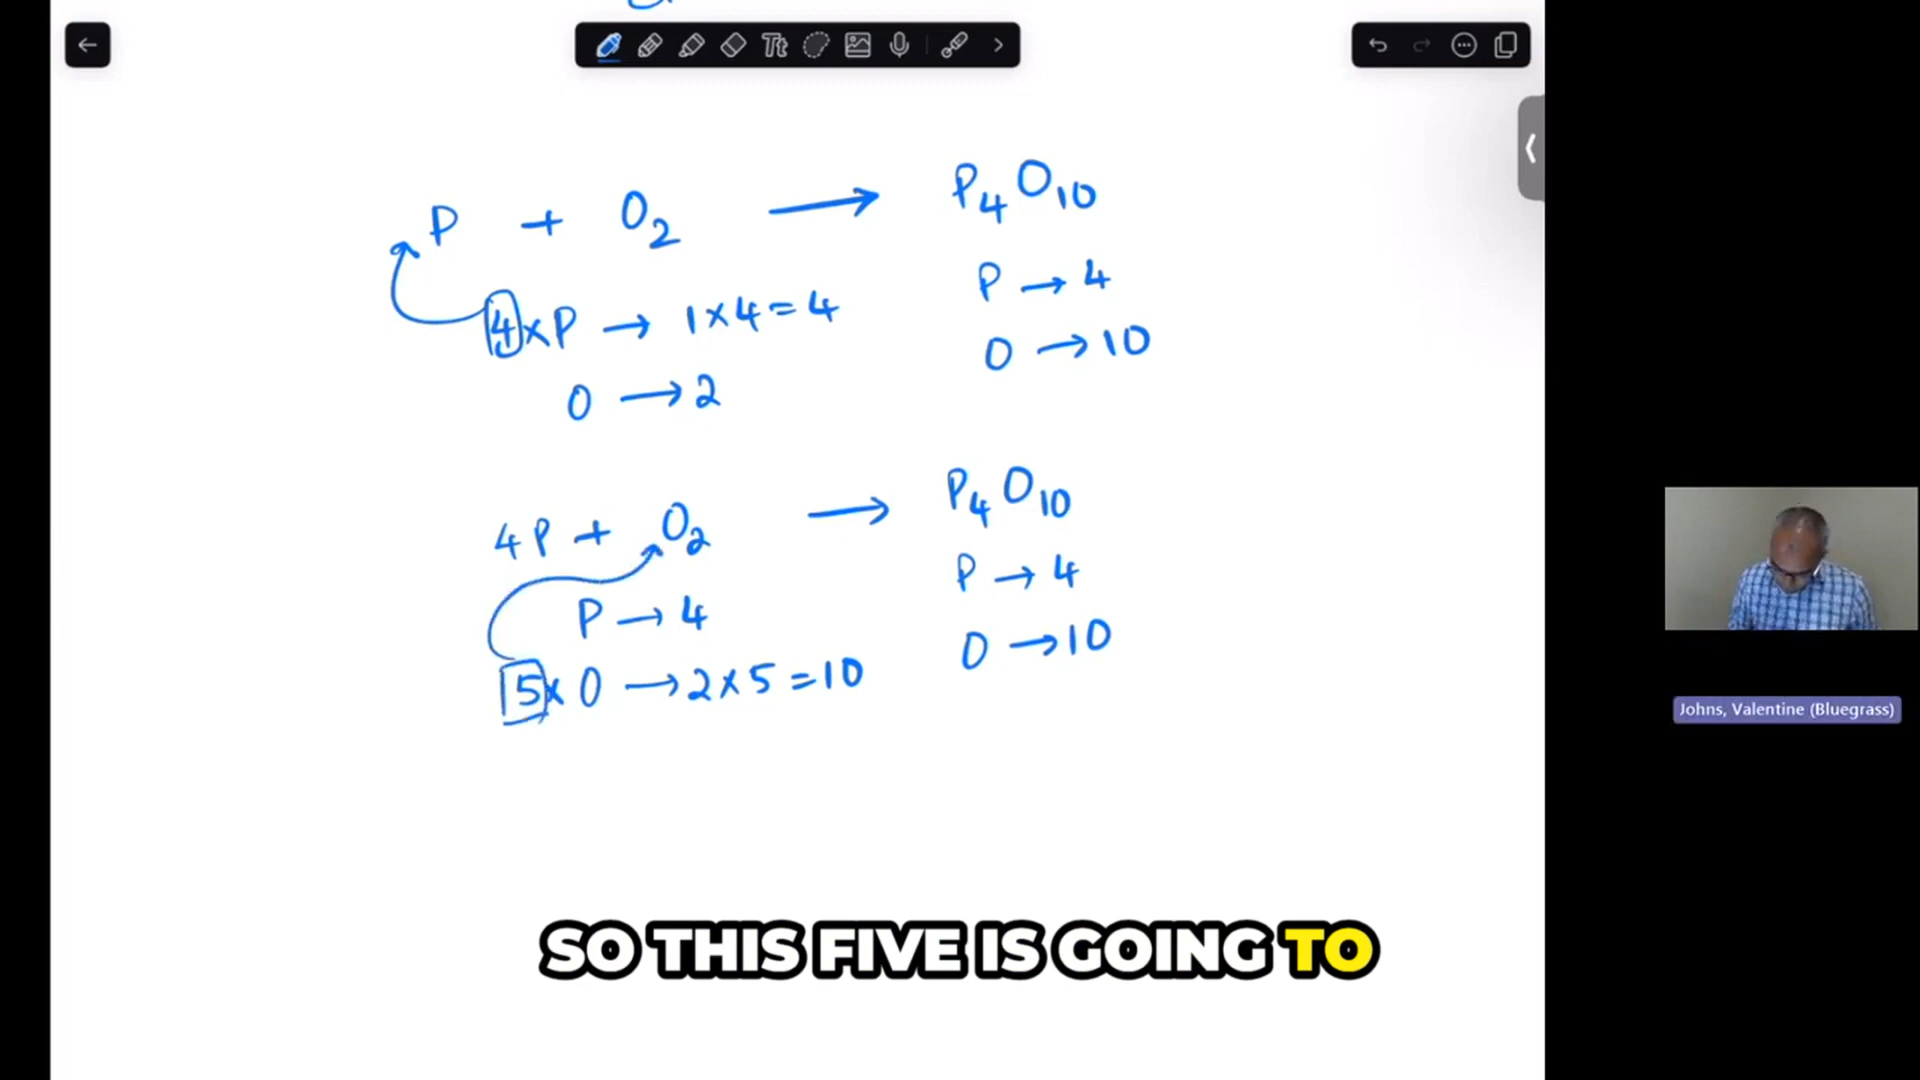 P + O2 → P4O10
P → 4
4 × P → 1 × 4 = 4
O → 10
O → 2
4P + O2 → P4O10
P → 4
P → 4
O → 10
5 × O → 2 × 5 = 10
Tt
Johns, Valentine (Bluegrass)
SO THIS FIVE IS GOING TO